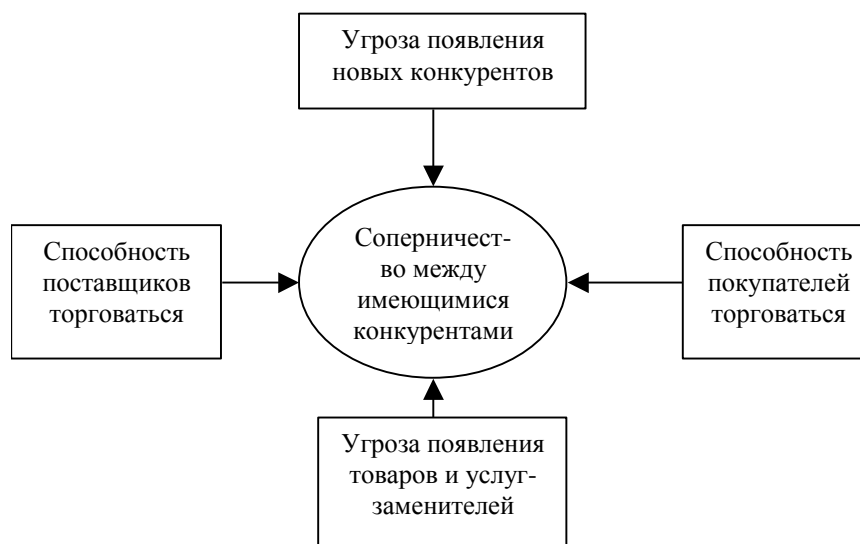 Угроза появления
новых конкурентов
Способность
поставщиков
торговаться
Соперничест-
во между
имеющимися
конкурентами
Способность
покупателей
торговаться
Угроза появления
товаров и услуг-
заменителей